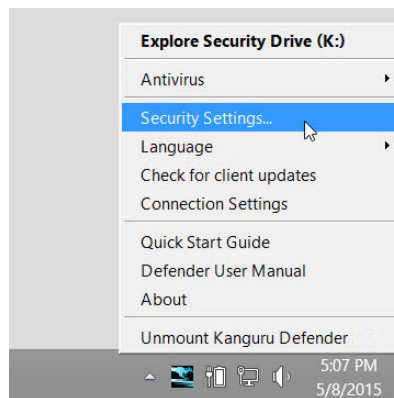 Explore Security Drive (K:)
Antivirus
Security Settings...
Language
Check for client updates
Connection Settings
Quick Start Guide
Defender User Manual
About
Unmount Kanguru Defender
5:07 PM
5/8/2015